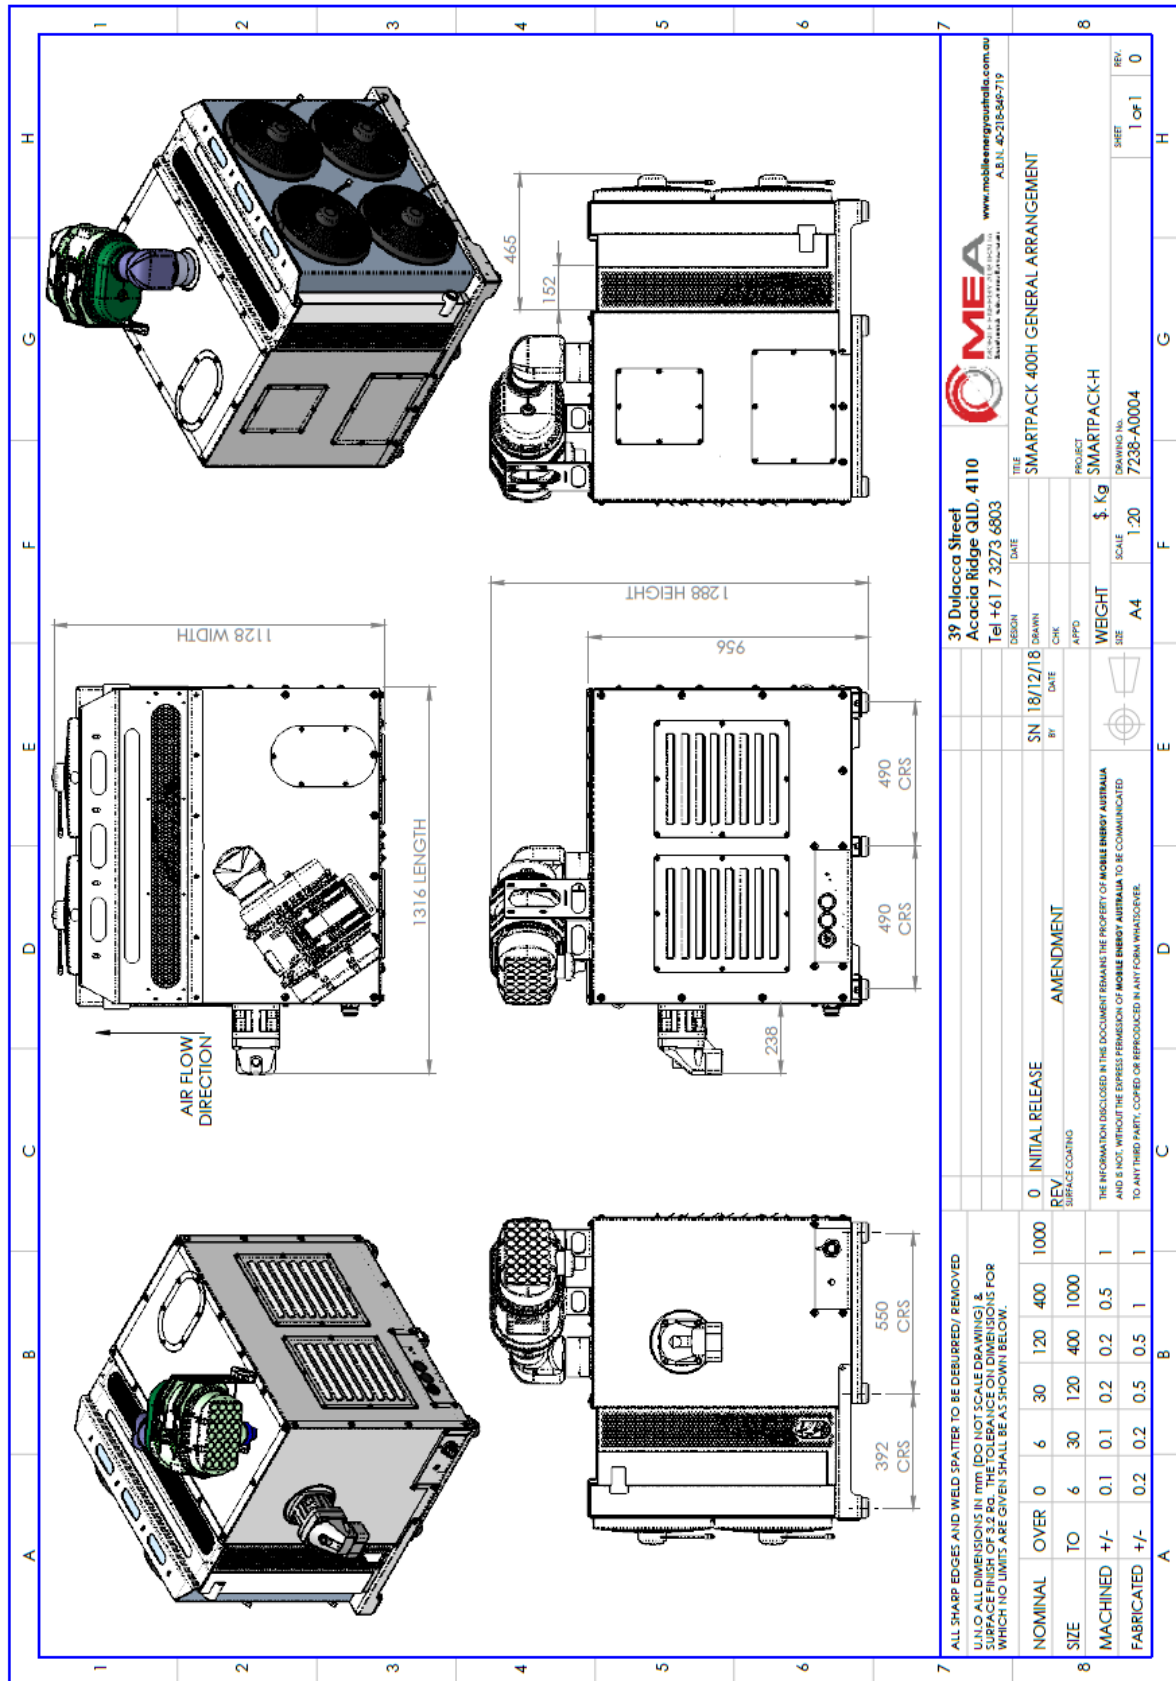 A B C D E F G H
1
2
3
4
5
6
7
8
AIR FLOW
DIRECTION
1128 WIDTH
1316 LENGTH
392
CRS
550
CRS
238
490
CRS
490
CRS
956
1288 HEIGHT
152
465
ALL SHARP EDGES AND WELD SPATTER TO BE DEBURRED/ REMOVED
U.N.O ALL DIMENSIONS IN mm (DO NOT SCALE DRAWING) &
SURFACE FINISH OF 3.2 Ra. THE TOLERANCE ON DIMENSIONS FOR
WHICH NO LIMITS ARE GIVEN SHALL BE AS SHOWN BELOW.
NOMINAL OVER 0 6 30 120 400 1000
SIZE TO 6 30 120 400 1000
MACHINED +/- 0.1 0.1 0.2 0.2 0.5 1
FABRICATED +/- 0.2 0.2 0.5 0.5 1 1
0 INITIAL RELEASE SN 18/12/18
REV AMENDMENT BY DATE
SURFACE COATING
THE INFORMATION DISCLOSED IN THIS DOCUMENT REMAINS THE PROPERTY OF MOBILE ENERGY AUSTRALIA
AND IS NOT, WITHOUT THE EXPRESS PERMISSION OF MOBILE ENERGY AUSTRALIA TO BE COMMUNICATED
TO ANY THIRD PARTY, COPIED OR REPRODUCED IN ANY FORM WHATSOEVER.
39 Dulacca Street
Acacia Ridge QLD, 4110
Tel +61 7 3273 6803
MEA
www.mobileenergyaustralia.com.au
A.B.N. 40-218-849-719
DESIGN DATE
DRAWN
CHK
APP'D
WEIGHT $. Kg
SIZE
A4
SCALE
1:20
TITLE
SMARTPACK 400H GENERAL ARRANGEMENT
PROJECT
SMARTPACK-H
DRAWING No.
7238-A0004
SHEET
1 OF 1
REV.
0
A B C D E F G H
1
2
3
4
5
6
7
8